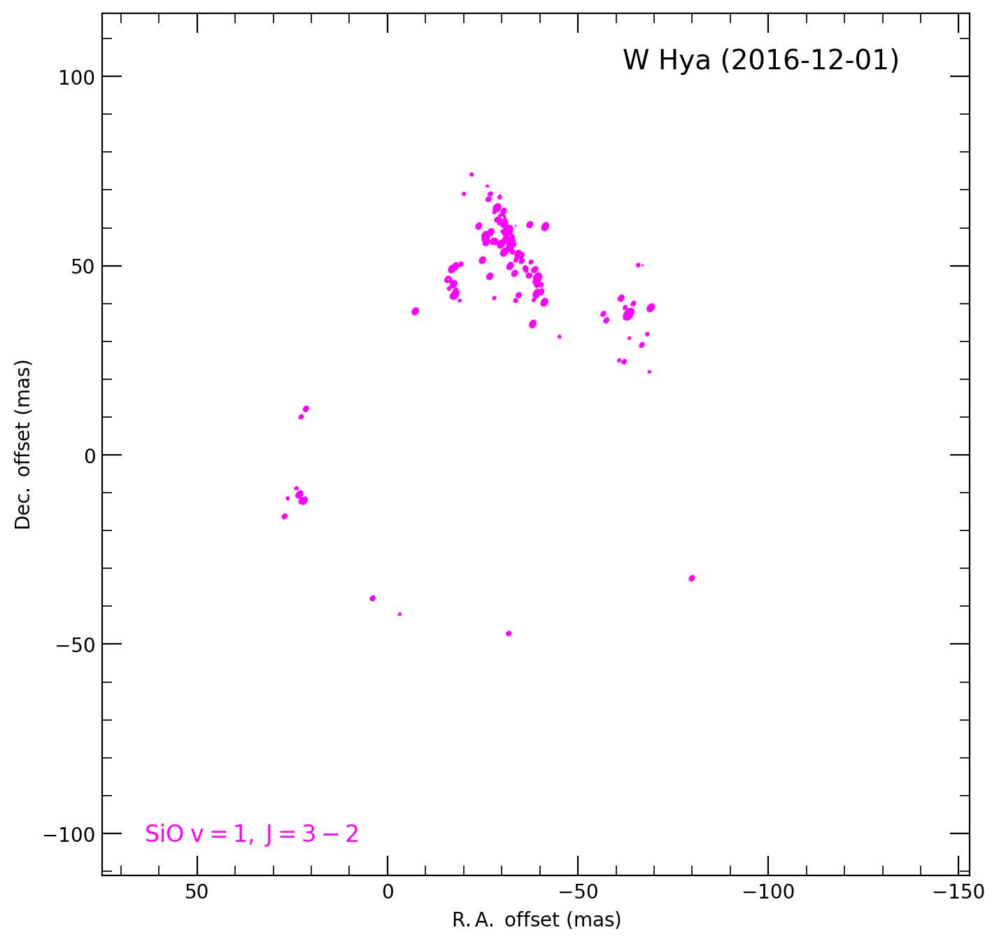 W Hya (2016-12-01)
100
50
0
−50
−100
Dec. offset (mas)
SiO v = 1, J = 3 − 2
50 0 −50 −100 −150
R.A. offset (mas)